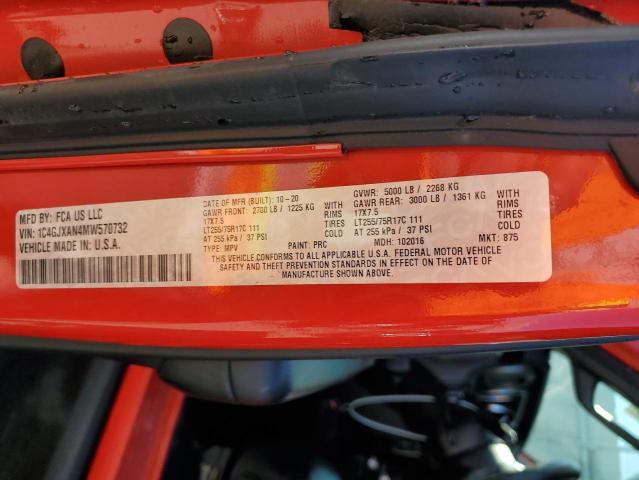 MFD BY: FCA US LLC
VIN: 1C4GJXAN4MW570732
VEHICLE MADE IN: U.S.A.
DATE OF MFR (BUILT): 10-20
GAWR FRONT: 2700 LB / 1225 KG WITH
17X7.5 RIMS
LT255/75R17C 111 TIRES
AT 255 kPa / 37 PSI COLD
GVWR: 5000 LB / 2268 KG
GAWR REAR: 3000 LB / 1361 KG WITH
17X7.5 RIMS
LT255/75R17C 111 TIRES
AT 255 kPa / 37 PSI COLD
TYPE: MPV PAINT: PRC MDH: 102016 MKT: 875
THIS VEHICLE CONFORMS TO ALL APPLICABLE U.S.A. FEDERAL MOTOR VEHICLE
SAFETY AND THEFT PREVENTION STANDARDS IN EFFECT ON THE DATE OF
MANUFACTURE SHOWN ABOVE.